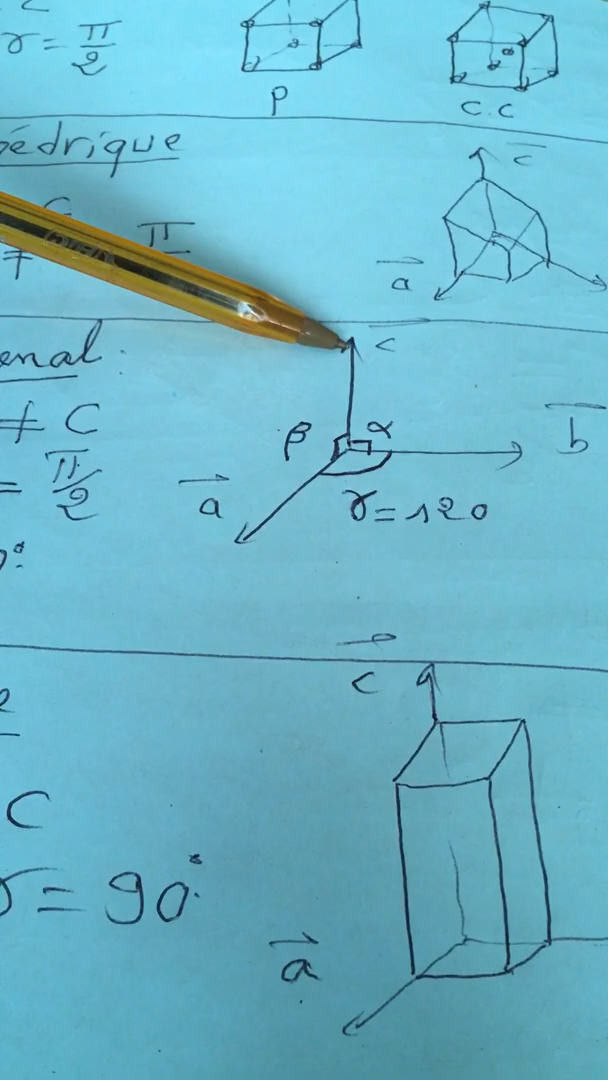 γ = π/2
P
C.C
édrique
c
≠ π
a
enal:
c
≠ C
β α
b
= π/2
a
γ = 120
c
C
γ = 90°
a